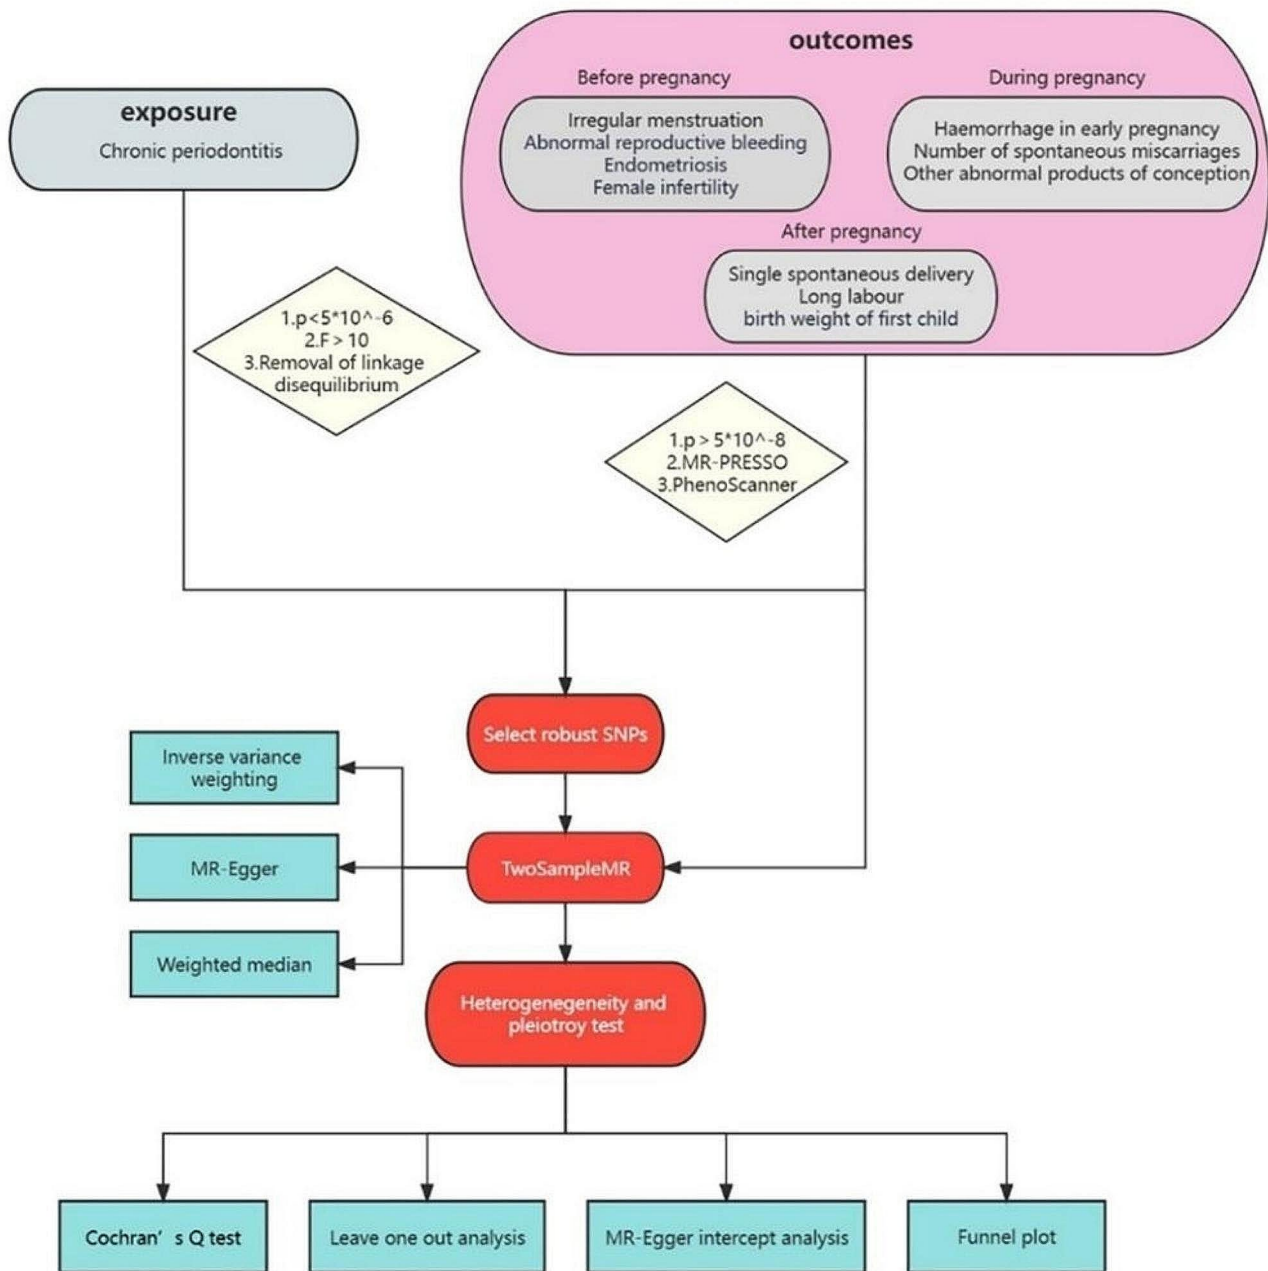 exposure
Chronic periodontitis
outcomes
Before pregnancy
Irregular menstruation
Abnormal reproductive bleeding
Endometriosis
Female infertility
During pregnancy
Haemorrhage in early pregnancy
Number of spontaneous miscarriages
Other abnormal products of conception
After pregnancy
Single spontaneous delivery
Long labour
birth weight of first child
1.p<5*10^-6
2.F > 10
3.Removal of linkage
disequilibrium
1.p > 5*10^-8
2.MR-PRESSO
3.PhenoScanner
Select robust SNPs
Inverse variance
weighting
MR-Egger
TwoSampleMR
Weighted median
Heterogenegeneity and
pleiotroy test
Cochran's Q test
Leave one out analysis
MR-Egger intercept analysis
Funnel plot